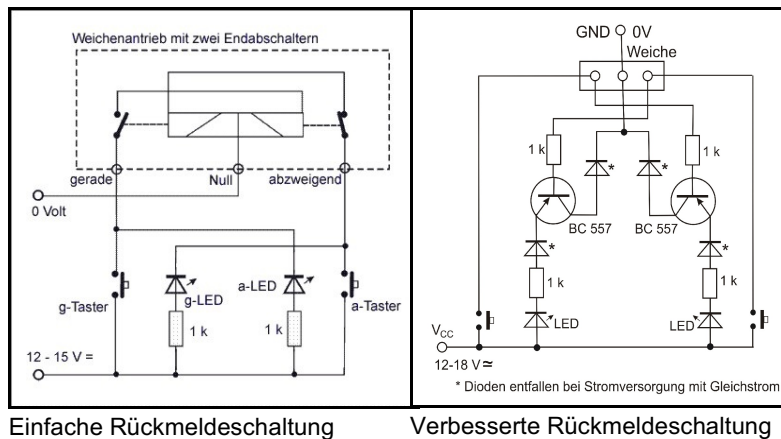 Weichenantrieb mit zwei Endabschaltern
gerade Null abzweigend
0 Volt
g-Taster g-LED a-LED a-Taster
1 k 1 k
12 - 15 V =
Einfache Rückmeldeschaltung
GND 0V
Weiche
1 k 1 k
* *
BC 557 BC 557
* *
1 k 1 k
LED LED
VCC
12-18 V ≃
* Dioden entfallen bei Stromversorgung mit Gleichstrom
Verbesserte Rückmeldeschaltung